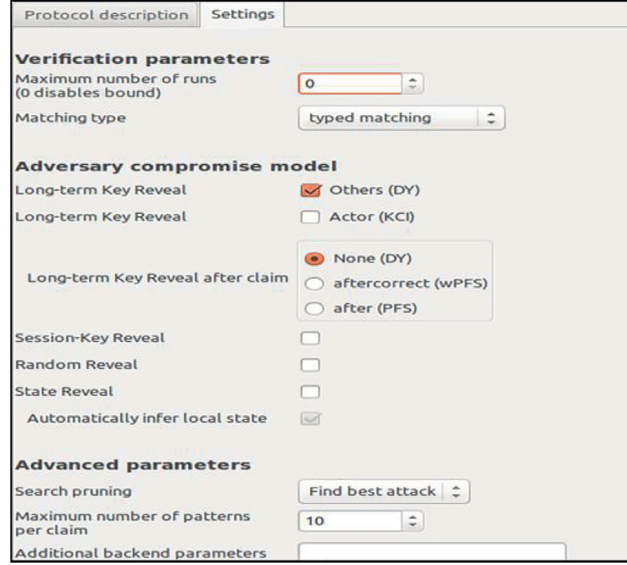 Protocol description Settings
Verification parameters
Maximum number of runs
(0 disables bound)
0
Matching type typed matching
Adversary compromise model
Long-term Key Reveal Others (DY)
Long-term Key Reveal Actor (KCI)
None (DY)
Long-term Key Reveal after claim
aftercorrect (wPFS)
after (PFS)
Session-Key Reveal
Random Reveal
State Reveal
Automatically infer local state
Advanced parameters
Search pruning Find best attack
Maximum number of patterns
per claim
10
Additional backend parameters